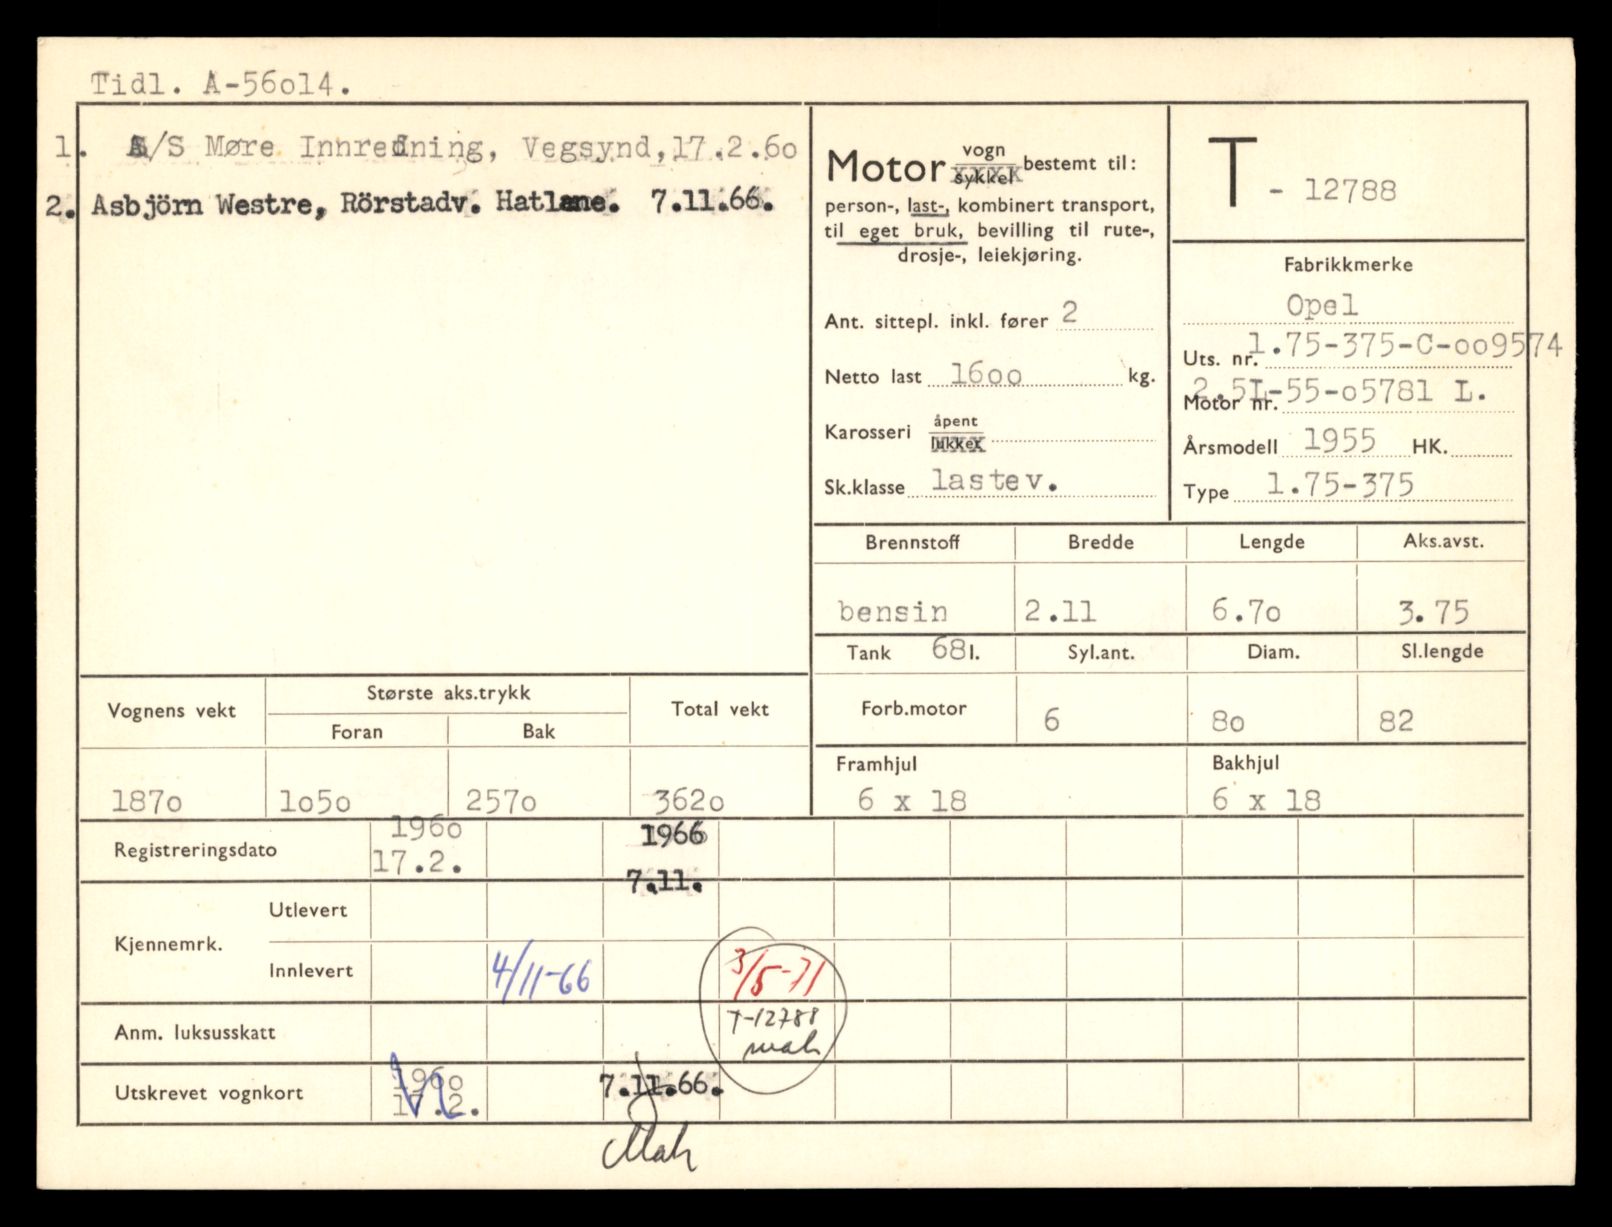 Tidl. A-56o14.
1. A/S Møre Innredning, Vegsynd, 17.2.6o
2. Asbjörn Westre, Rörstadv. Hatlane. 7.11.66.
Motor vogn sykkel bestemt til:
person-, last-, kombinert transport,
til eget bruk, bevilling til rute-,
drosje-, leiekjøring.
Ant. sittepl. inkl. fører 2
Netto last 16oo kg.
Karosseri åpent lukket
Sk.klasse lastev.
T - 12788
Fabrikkmerke
Opel
Uts. nr. 1.75-375-C-oo9574
Motor nr. 2.5L-55-o5781 L.
Årsmodell 1955 HK.
Type 1.75-375
Brennstoff Bredde Lengde Aks.avst.
bensin 2.11 6.7o 3.75
Tank 68 l. Syl.ant. Diam. Sl.lengde
Forb.motor 6 8o 82
Framhjul Bakhjul
6 x 18 6 x 18
Vognens vekt Største aks.trykk Total vekt
Foran Bak
187o 1o5o 257o 362o
Registreringsdato 196o 17.2. 1966 7.11.
Kjennemrk. Utlevert
Innlevert 4/11-66 3/5-71
T-12788
mah
Anm. luksusskatt
Utskrevet vognkort 196o 17.2. 7.11.66.
Mah